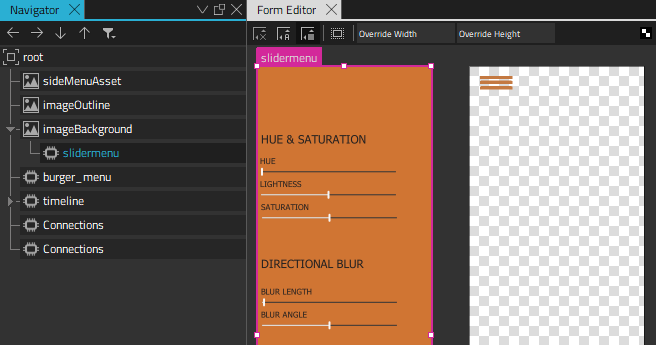 Navigator
Form Editor
Override Width
Override Height
root
sideMenuAsset
imageOutline
imageBackground
slidermenu
burger_menu
timeline
Connections
Connections
slidermenu
HUE & SATURATION
HUE
LIGHTNESS
SATURATION
DIRECTIONAL BLUR
BLUR LENGTH
BLUR ANGLE